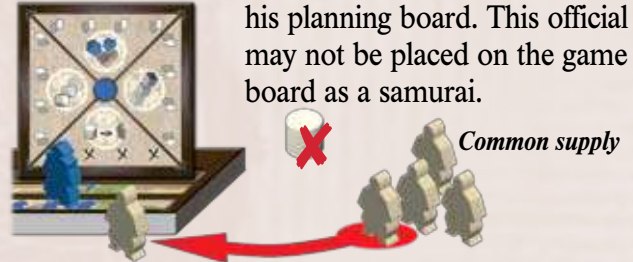 his planning board. This official
may not be placed on the game
board as a samurai.
Common supply